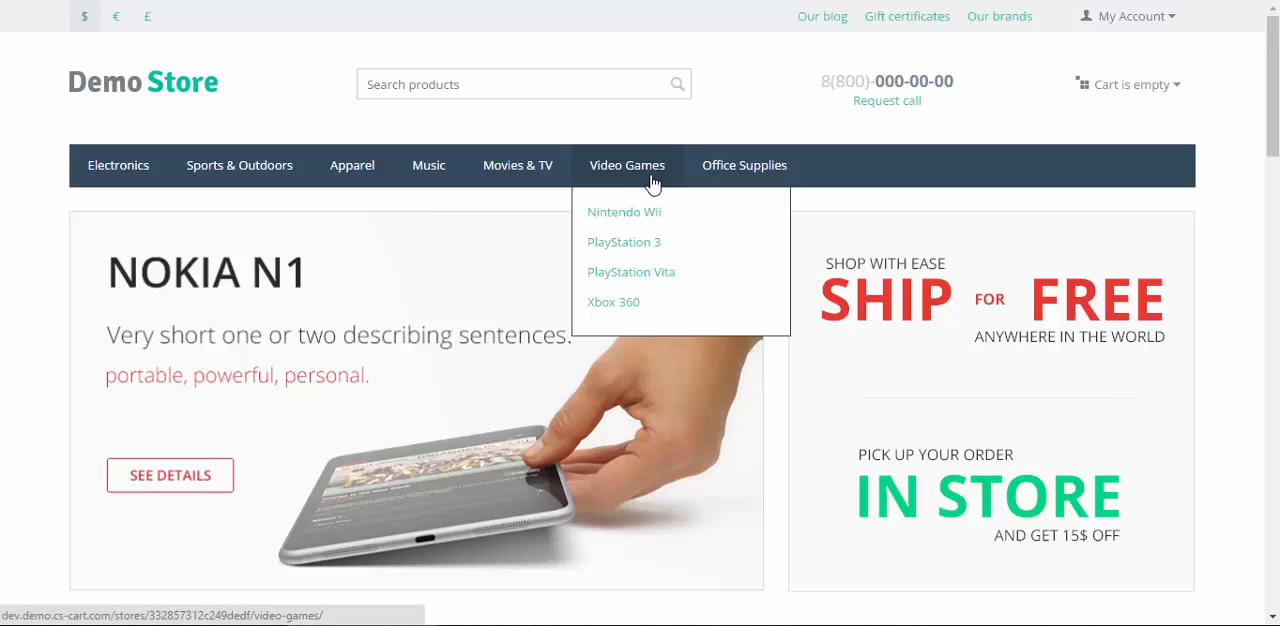 $ € £ Our blog Gift certificates Our brands My Account
Demo Store Search products 8(800)-000-00-00 Cart is empty
Request call
Electronics Sports & Outdoors Apparel Music Movies & TV Video Games Office Supplies
Nintendo Wii
PlayStation 3
PlayStation Vita
Xbox 360
NOKIA N1
Very short one or two describing sentences.
portable, powerful, personal.
SEE DETAILS
SHOP WITH EASE
SHIP FOR FREE
ANYWHERE IN THE WORLD
PICK UP YOUR ORDER
IN STORE
AND GET 15$ OFF
dev.demo.cs-cart.com/stores/332857312c249dedf/video-games/